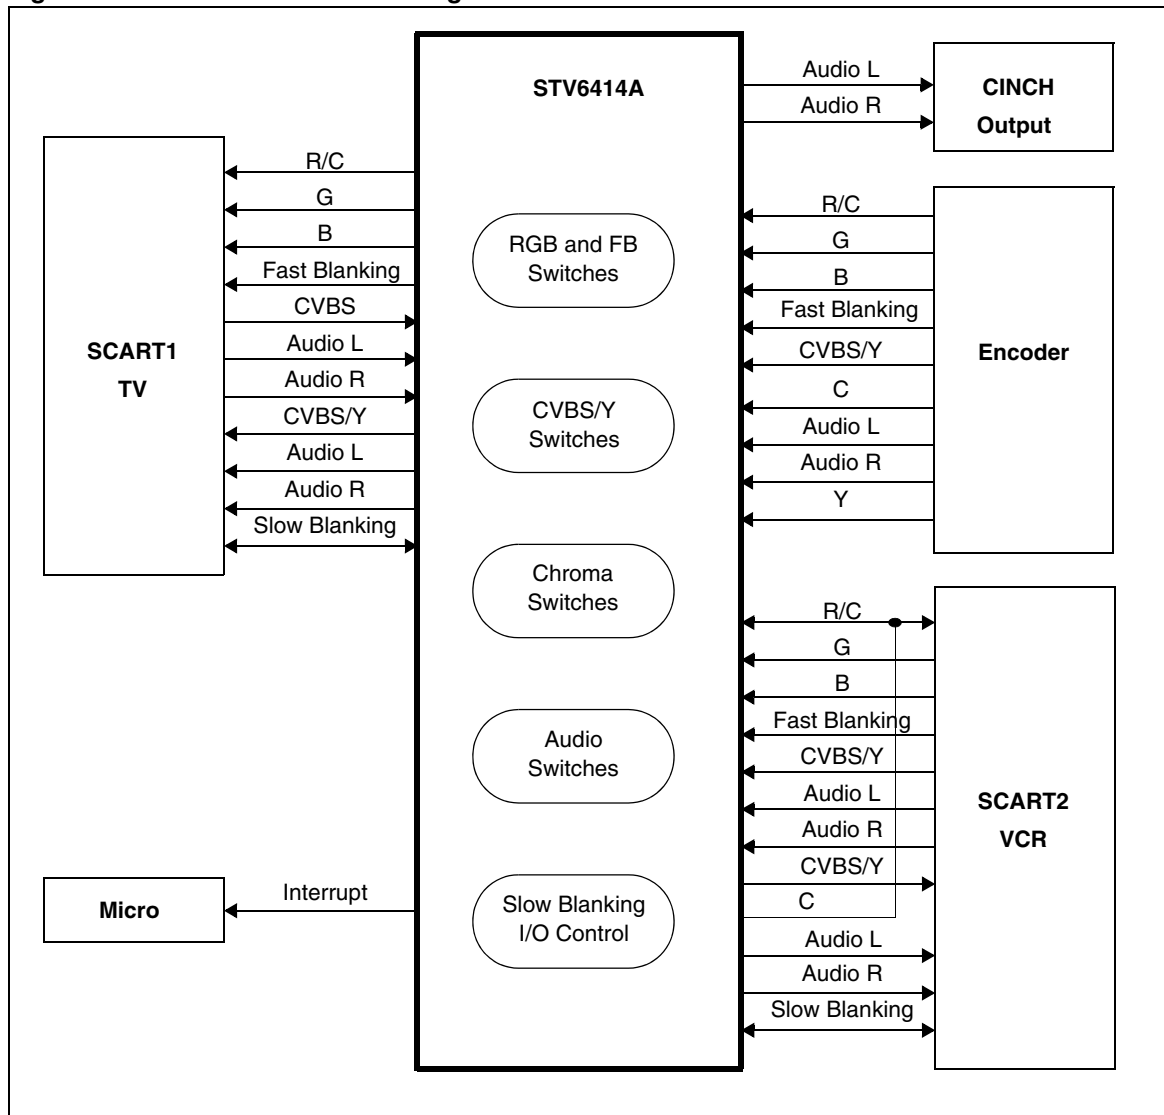 STV6414A
Audio L
Audio R
CINCH
Output
SCART1
TV
R/C
G
B
Fast Blanking
CVBS
Audio L
Audio R
CVBS/Y
Audio L
Audio R
Slow Blanking
RGB and FB
Switches
CVBS/Y
Switches
Chroma
Switches
Audio
Switches
Slow Blanking
I/O Control
R/C
G
B
Fast Blanking
CVBS/Y
C
Audio L
Audio R
Y
Encoder
R/C
G
B
Fast Blanking
CVBS/Y
Audio L
Audio R
CVBS/Y
C
Audio L
Audio R
Slow Blanking
SCART2
VCR
Micro
Interrupt